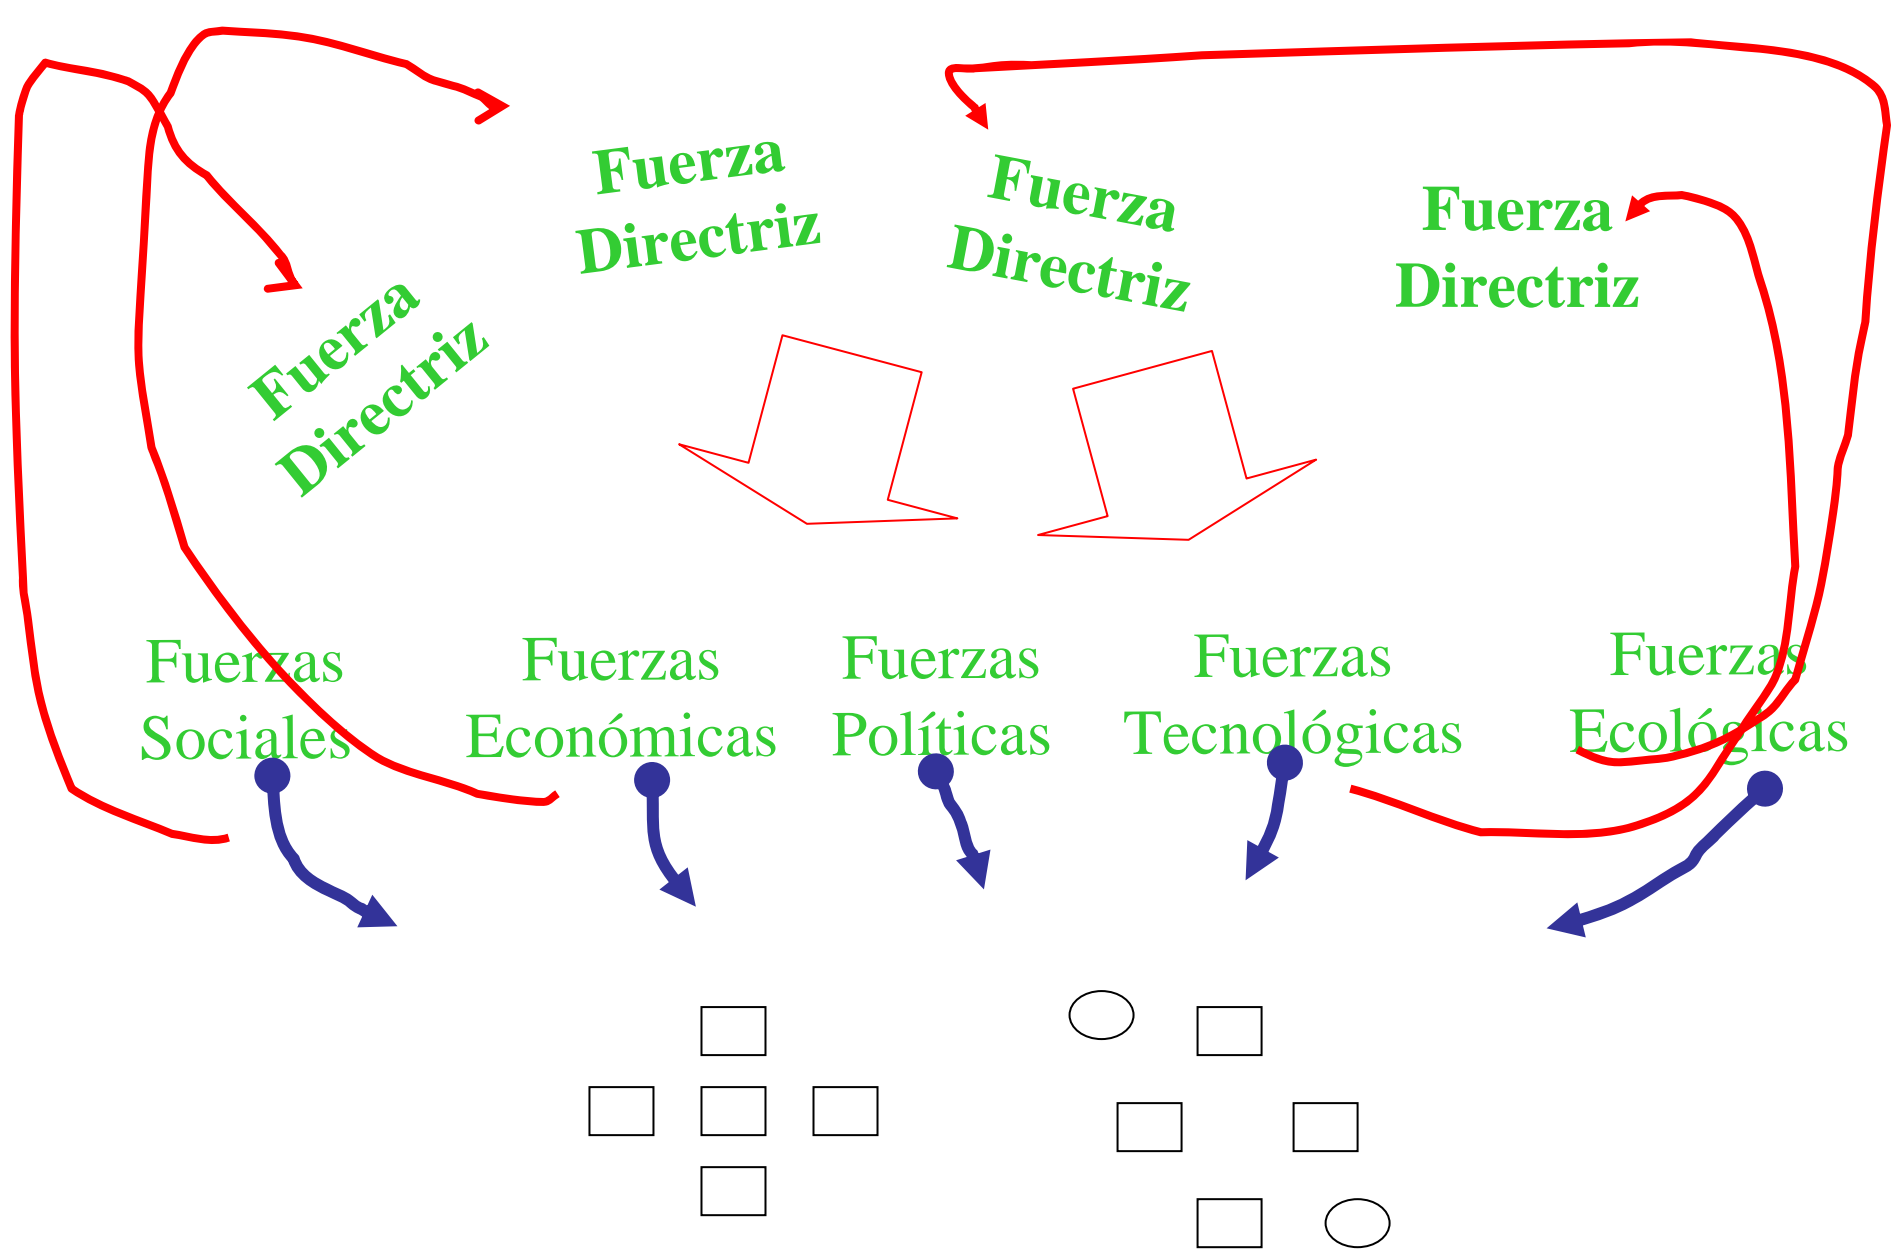 Fuerza
Directriz
Fuerza
Directriz
Fuerza
Directriz
Fuerza
Directriz
Fuerzas
Sociales
Fuerzas
Económicas
Fuerzas
Políticas
Fuerzas
Tecnológicas
Fuerzas
Ecológicas